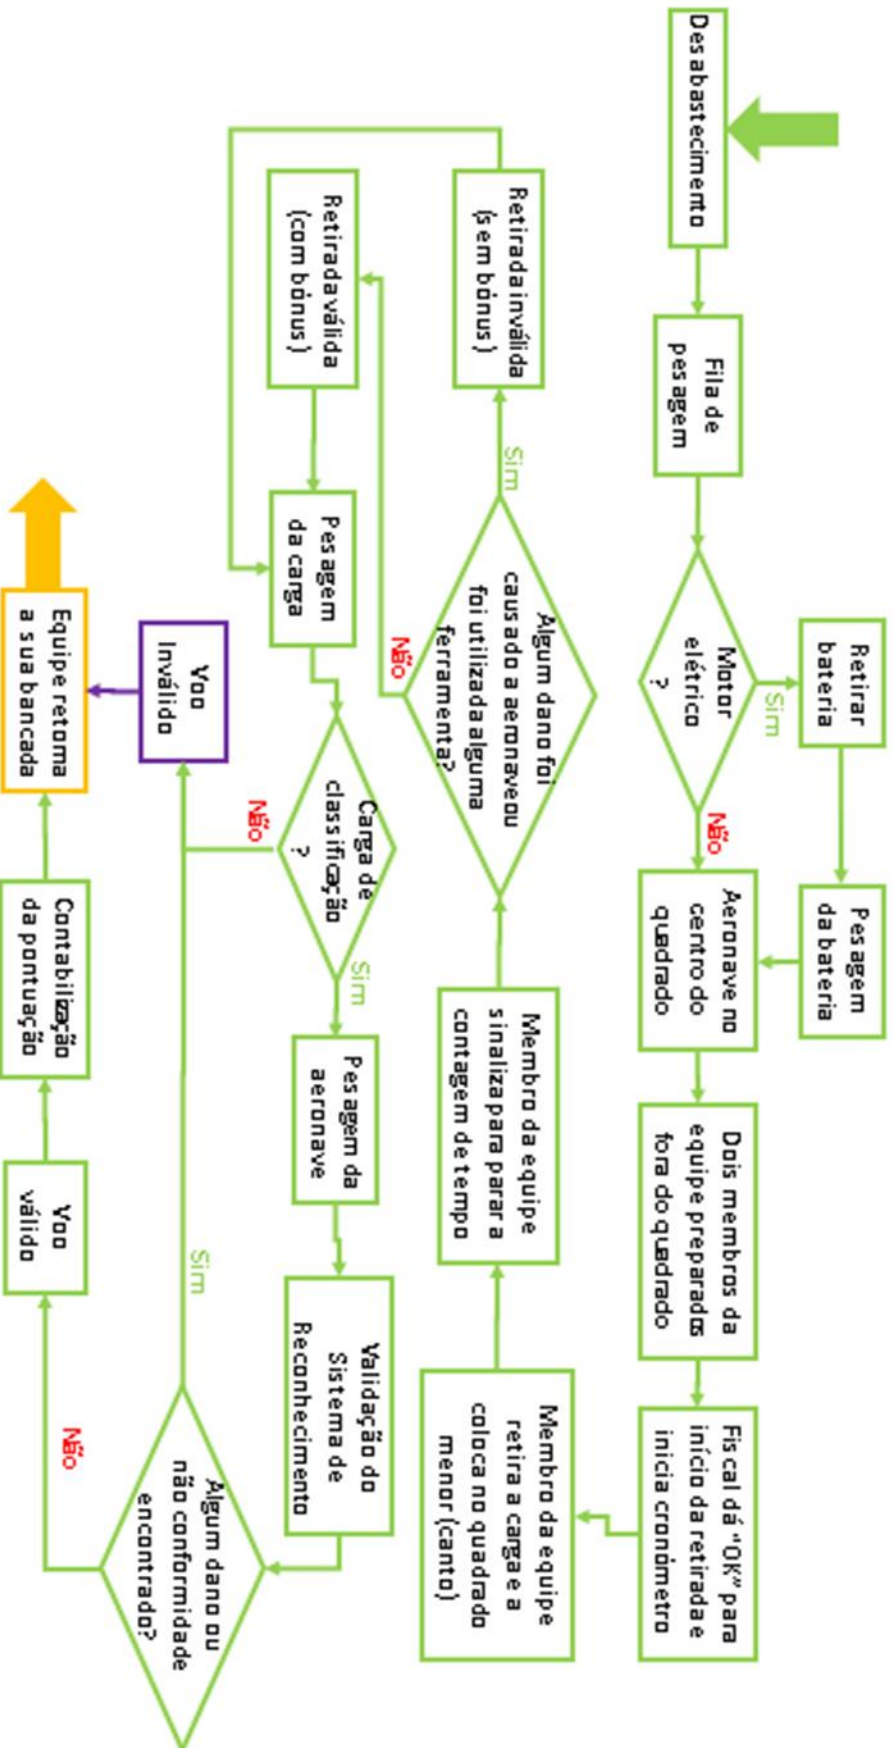 Desabastecimento
Fila de
pesagem
Motor
elétrico
?
Sim
Retirar
bateria
Pesagem
da bateria
Não
Aeronave no
centro do
quadrado
Dois membros da
equipe preparados
fora do quadrado
Fiscal dá “OK” para
início da retirada e
inicia cronômetro
Membro da equipe
retira a carga e a
coloca no quadrado
menor (canto)
Membro da equipe
sinaliza para parar a
contagem de tempo
Algum dano foi
causado a aeronave ou
foi utilizada alguma
ferramenta?
Sim
Retirada inválida
(sem bônus)
Não
Retirada válida
(com bônus)
Pesagem
da carga
Carga de
classificação
?
Não
Sim
Pesagem da
aeronave
Validação do
Sistema de
Reconhecimento
Algum dano ou
não conformidade
encontrado?
Sim
Voo
Inválido
Não
Voo
válido
Contabilização
da pontuação
Equipe retorna
a sua bancada